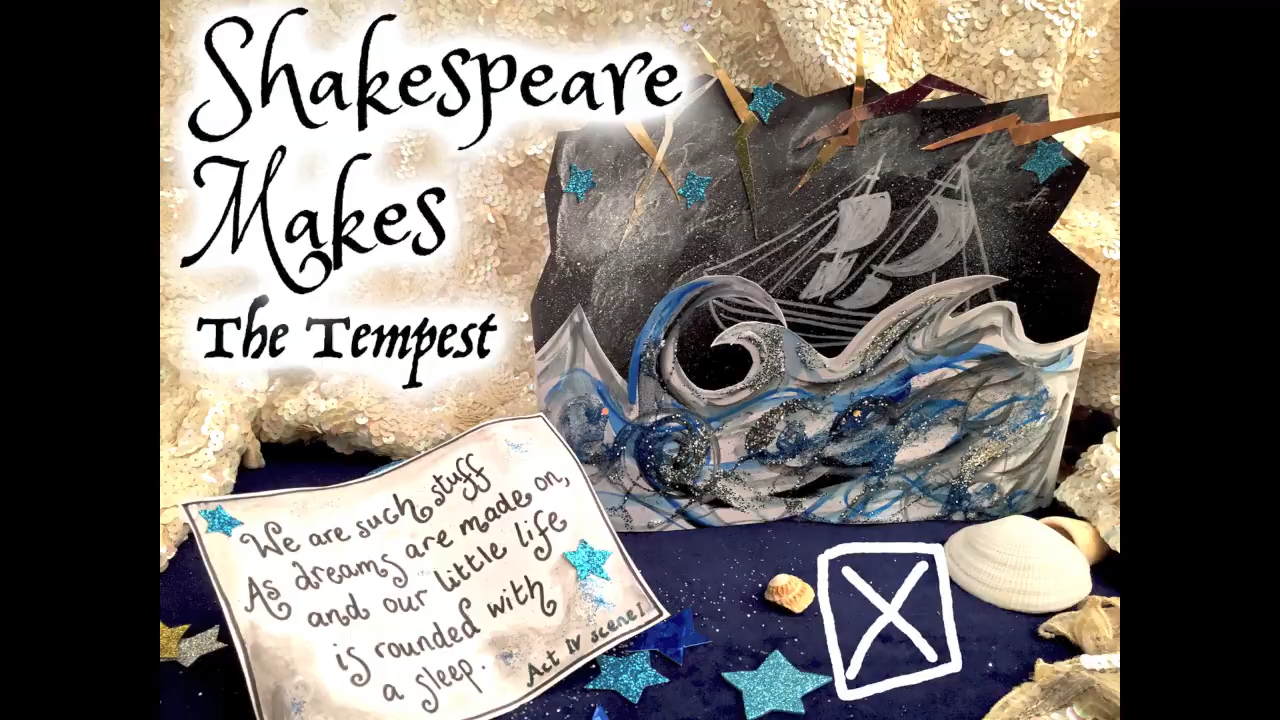 Shakespeare
Makes
The Tempest
We are such stuff
As dreams are made on,
and our little life
is rounded with
a sleep.
Act IV scene I
X